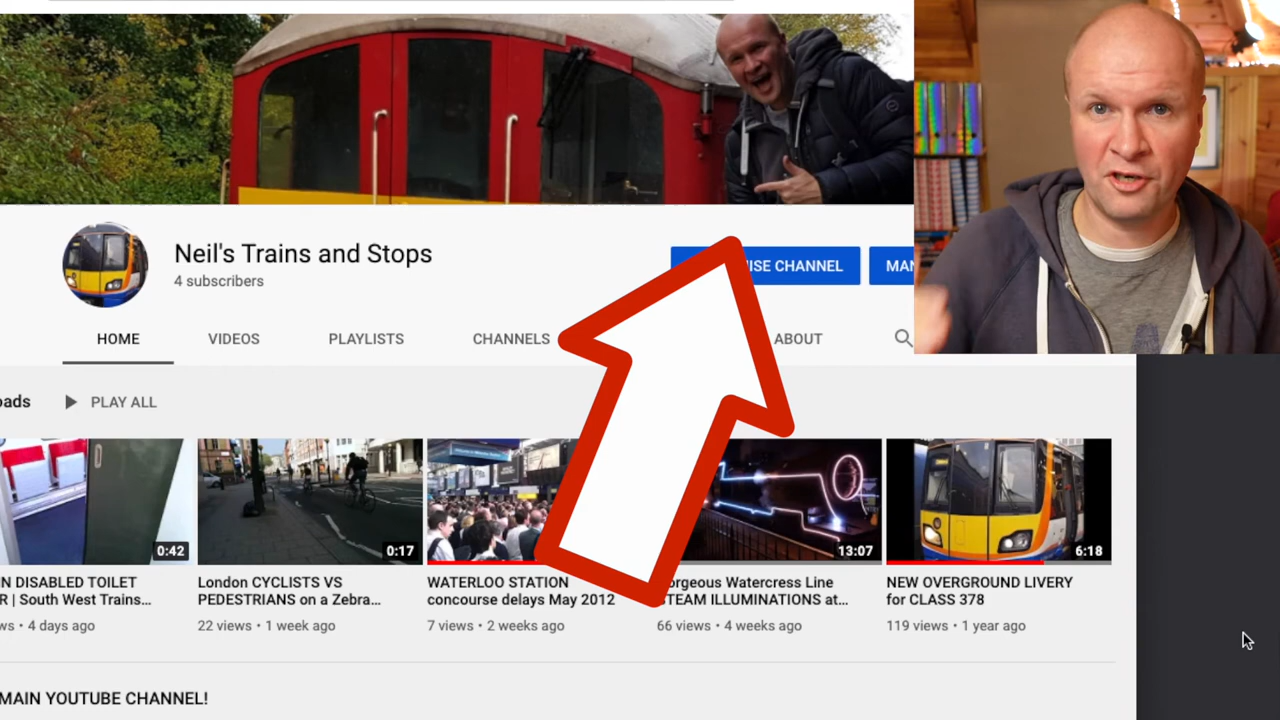 Neil's Trains and Stops
4 subscribers
ISE CHANNEL
MAN
HOME
VIDEOS
PLAYLISTS
CHANNELS
ABOUT
oads
PLAY ALL
0:42
0:17
13:07
6:18
N DISABLED TOILET
R | South West Trains...
ws • 4 days ago
London CYCLISTS VS
PEDESTRIANS on a Zebra...
22 views • 1 week ago
WATERLOO STATION
concourse delays May 2012
7 views • 2 weeks ago
orgeous Watercress Line
STEAM ILLUMINATIONS at...
66 views • 4 weeks ago
NEW OVERGROUND LIVERY
for CLASS 378
119 views • 1 year ago
MAIN YOUTUBE CHANNEL!